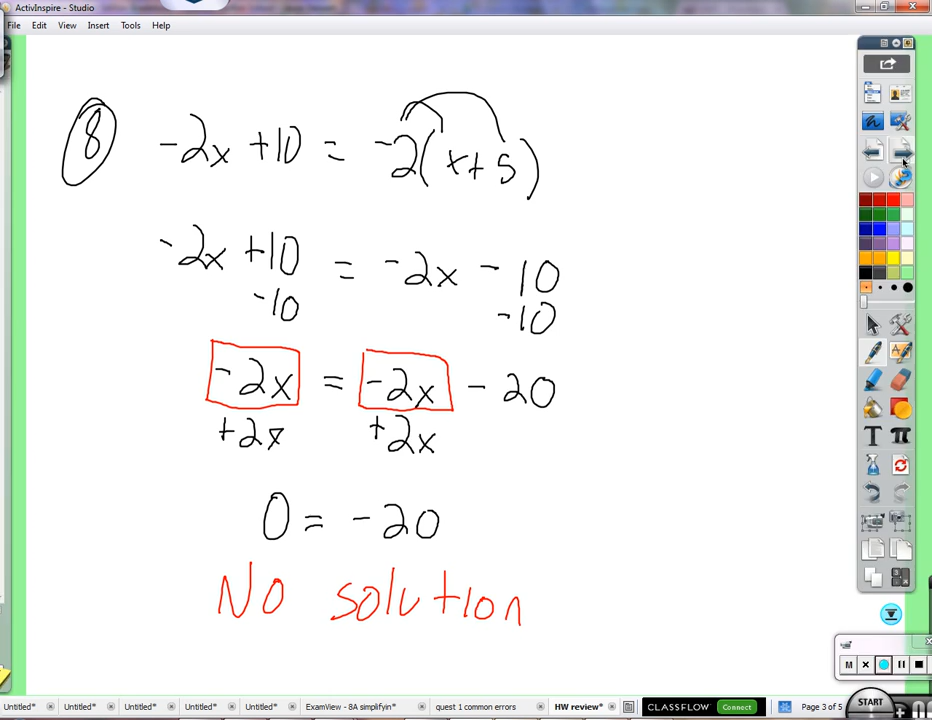 ActivInspire - Studio
File Edit View Insert Tools Help
8 -2x + 10 = -2(x + 5)
-2x + 10 = -2x - 10
-10 -10
-2x = -2x - 20
+2x +2x
0 = -20
No solution
M
Untitled* Untitled* Untitled* Untitled* Untitled* ExamView - 8A simplifyin* quest 1 common errors HW review* CLASSFLOW Connect Page 3 of 5 START